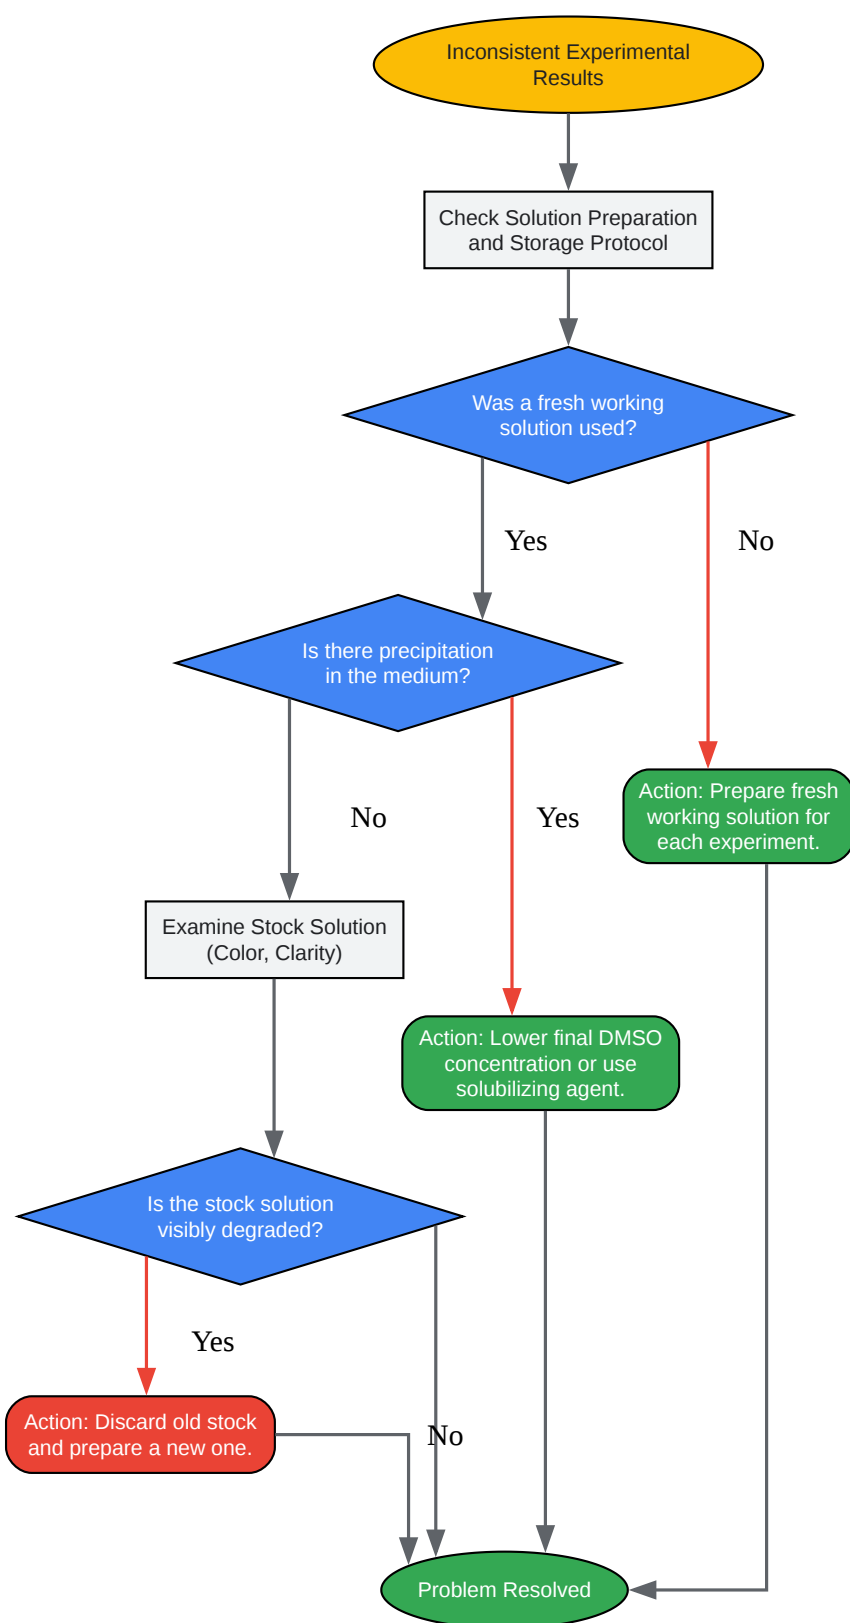 Inconsistent Experimental
Results
Check Solution Preparation
and Storage Protocol
Was a fresh working
solution used?
Yes
No
Is there precipitation
in the medium?
Action: Prepare fresh
working solution for
each experiment.
No
Yes
Examine Stock Solution
(Color, Clarity)
Action: Lower final DMSO
concentration or use
solubilizing agent.
Is the stock solution
visibly degraded?
Yes
Action: Discard old stock
and prepare a new one.
No
Problem Resolved